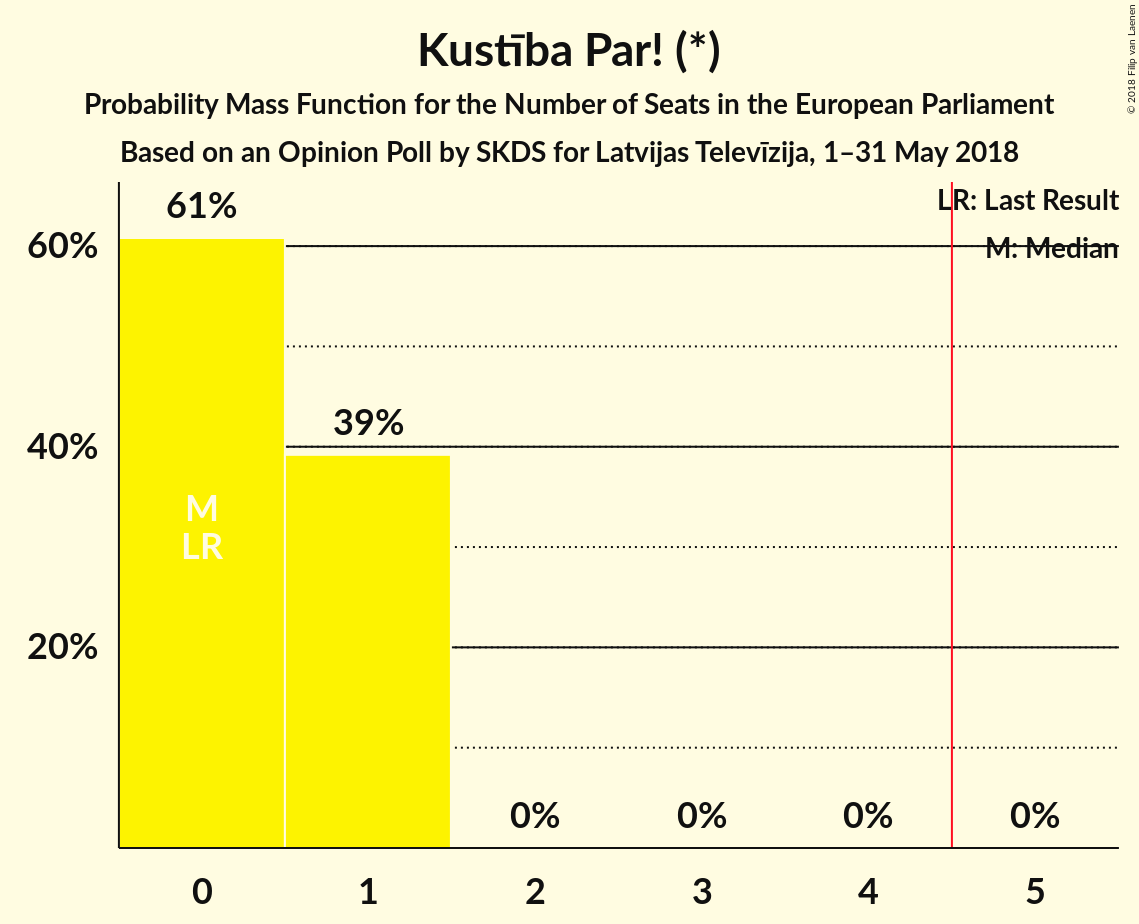 Kustība Par! (*)
Probability Mass Function for the Number of Seats in the European Parliament
Based on an Opinion Poll by SKDS for Latvijas Televīzija, 1–31 May 2018
© 2018 Filip van Laenen
LR: Last Result
M: Median
61%
60%
39%
40%
M
LR
20%
0%
0%
0%
0%
0
1
2
3
4
5